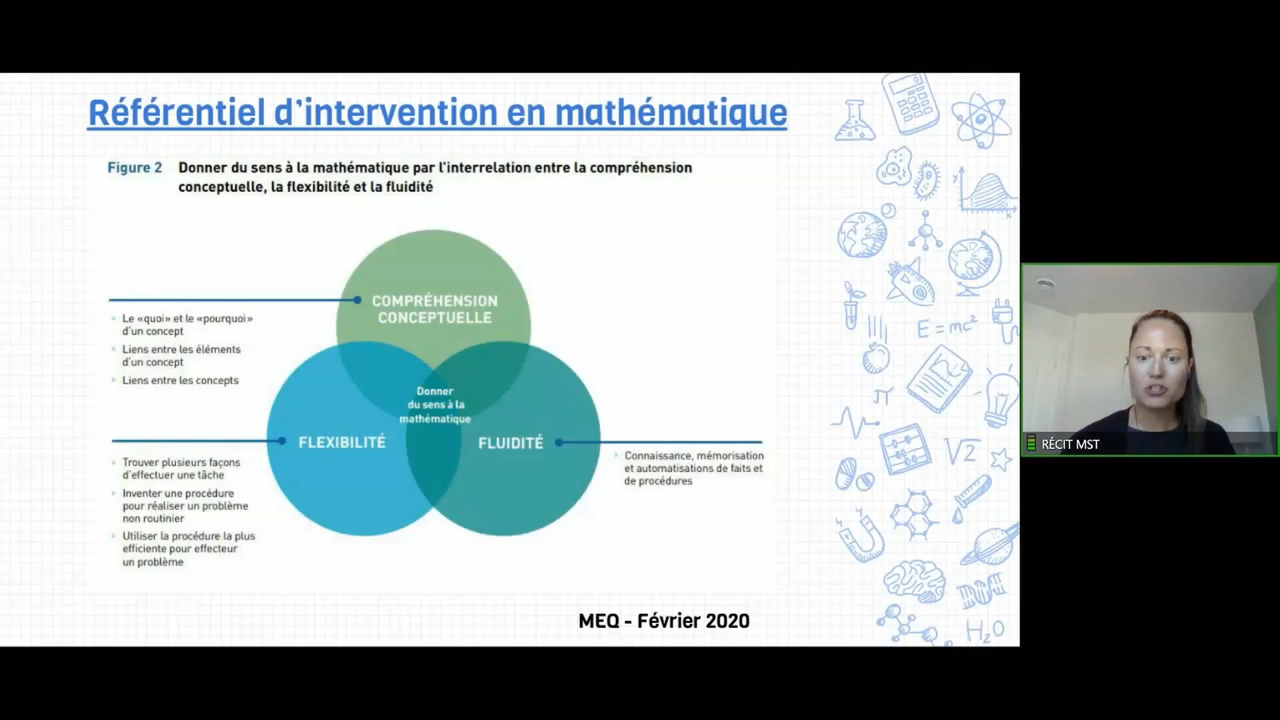 Référentiel d'intervention en mathématique
Figure 2 Donner du sens à la mathématique par l'interrelation entre la compréhension
conceptuelle, la flexibilité et la fluidité
COMPRÉHENSION
CONCEPTUELLE
Le «quoi» et le «pourquoi»
d'un concept
Liens entre les éléments
d'un concept
Liens entre les concepts
Donner
du sens à la
mathématique
FLEXIBILITÉ
FLUIDITÉ
Trouver plusieurs façons
d'effectuer une tâche
Inventer une procédure
pour réaliser un problème
non routinier
Utiliser la procédure la plus
efficiente pour effecteur
un problème
Connaissance, mémorisation
et automatisations de faits et
de procédures
MEQ - Février 2020
y
x
E=mc²
π
√2
H₂O
RÉCIT MST